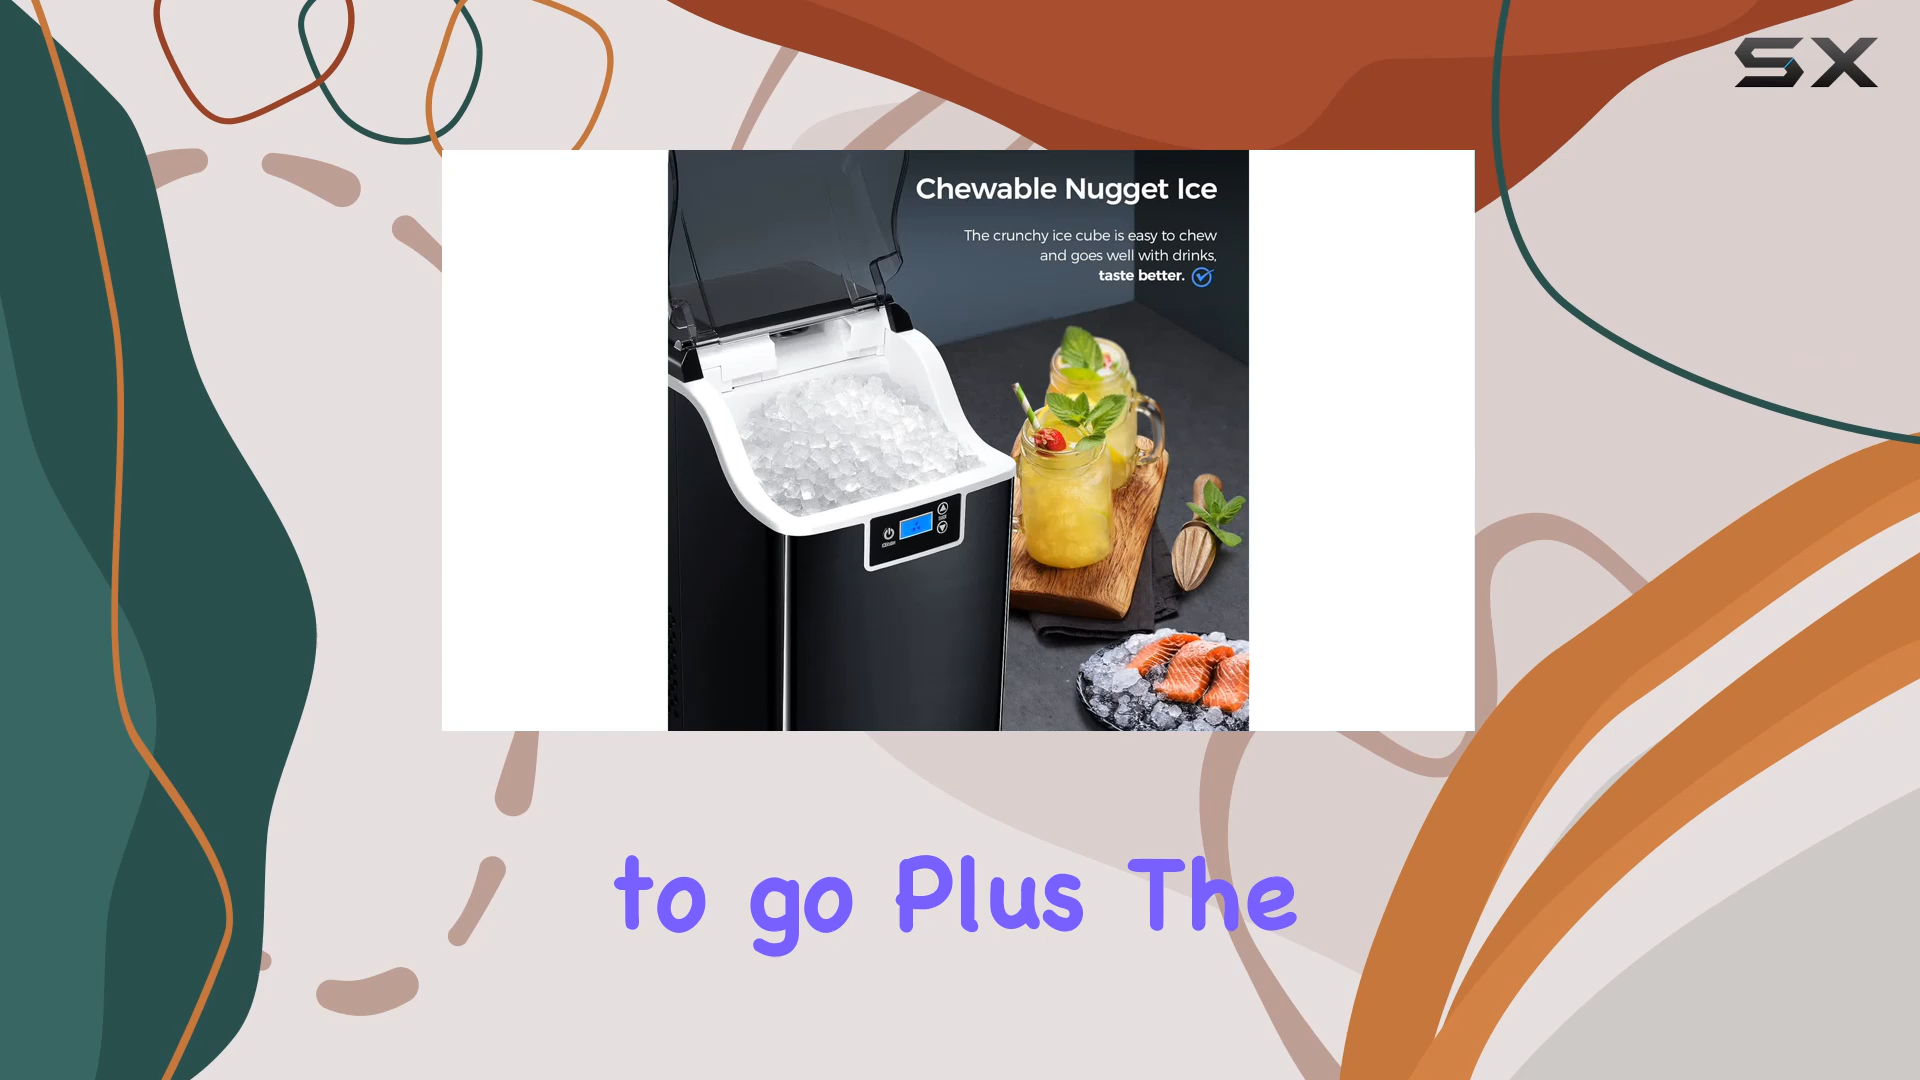 SX
Chewable Nugget Ice
The crunchy ice cube is easy to chew
and goes well with drinks,
taste better.
to go Plus The